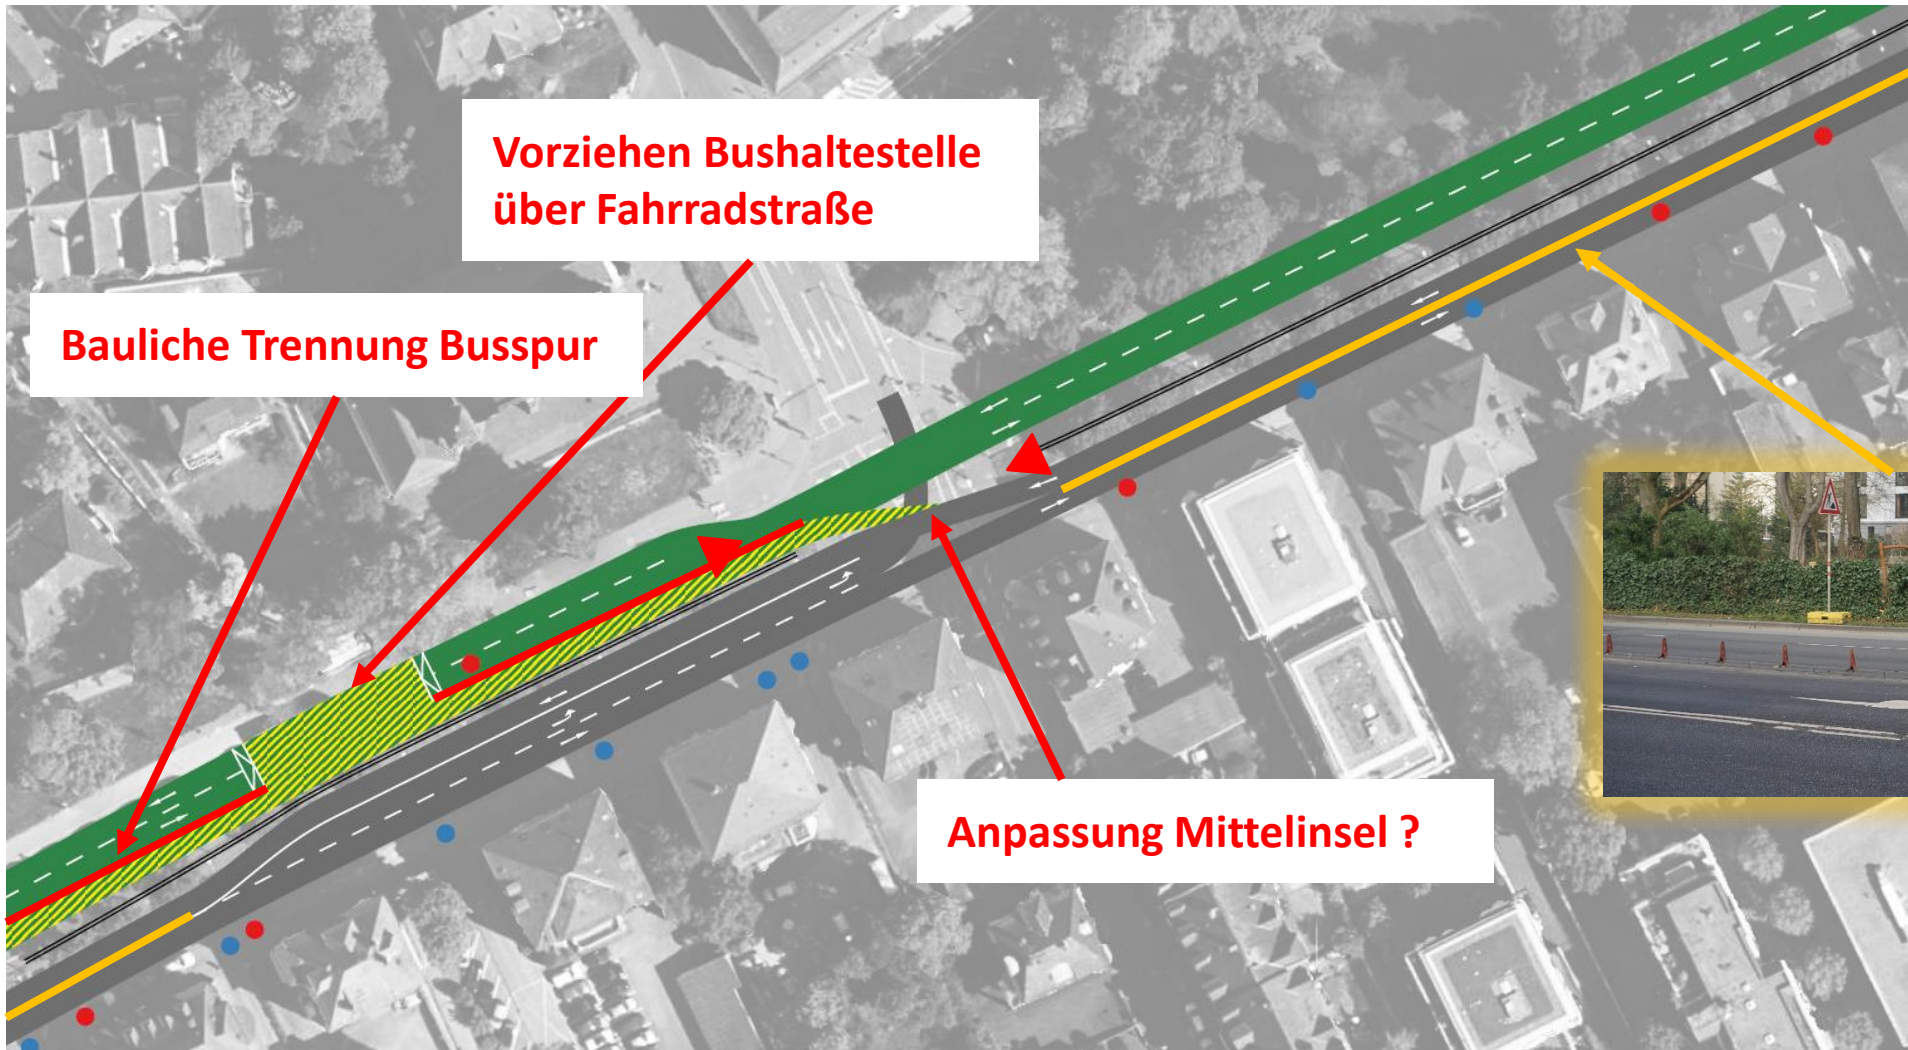 Vorziehen Bushaltestelle
über Fahrradstraße
Bauliche Trennung Busspur
Anpassung Mittelinsel ?